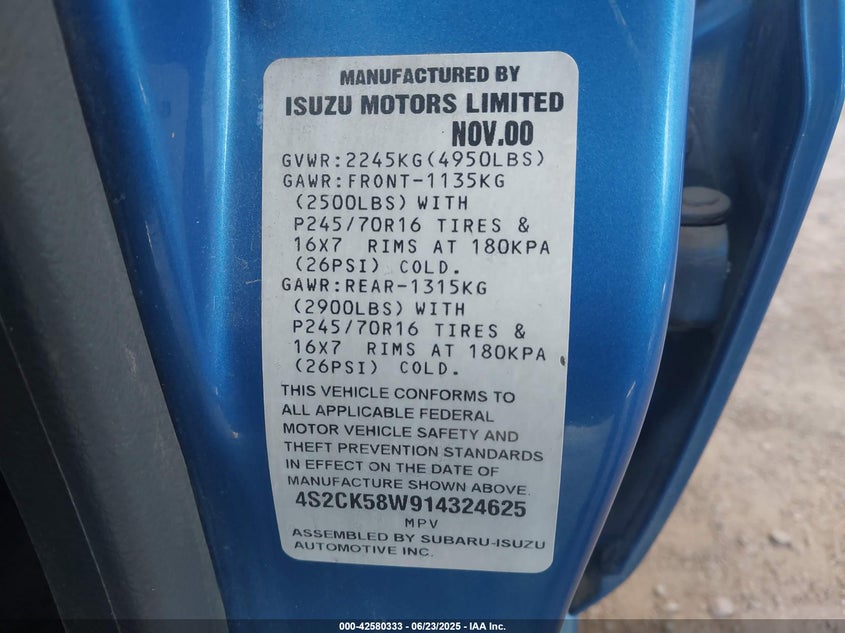 MANUFACTURED BY
ISUZU MOTORS LIMITED
NOV.00
GVWR:2245KG(4950LBS)
GAWR:FRONT-1135KG
(2500LBS) WITH
P245/70R16 TIRES &
16X7 RIMS AT 180KPA
(26PSI) COLD.
GAWR:REAR-1315KG
(2900LBS) WITH
P245/70R16 TIRES &
16X7 RIMS AT 180KPA
(26PSI) COLD.
THIS VEHICLE CONFORMS TO
ALL APPLICABLE FEDERAL
MOTOR VEHICLE SAFETY AND
THEFT PREVENTION STANDARDS
IN EFFECT ON THE DATE OF
MANUFACTURE SHOWN ABOVE.
4S2CK58W914324625
MPV
ASSEMBLED BY SUBARU-ISUZU
AUTOMOTIVE INC.
000-42580333 - 06/23/2025 - IAA Inc.